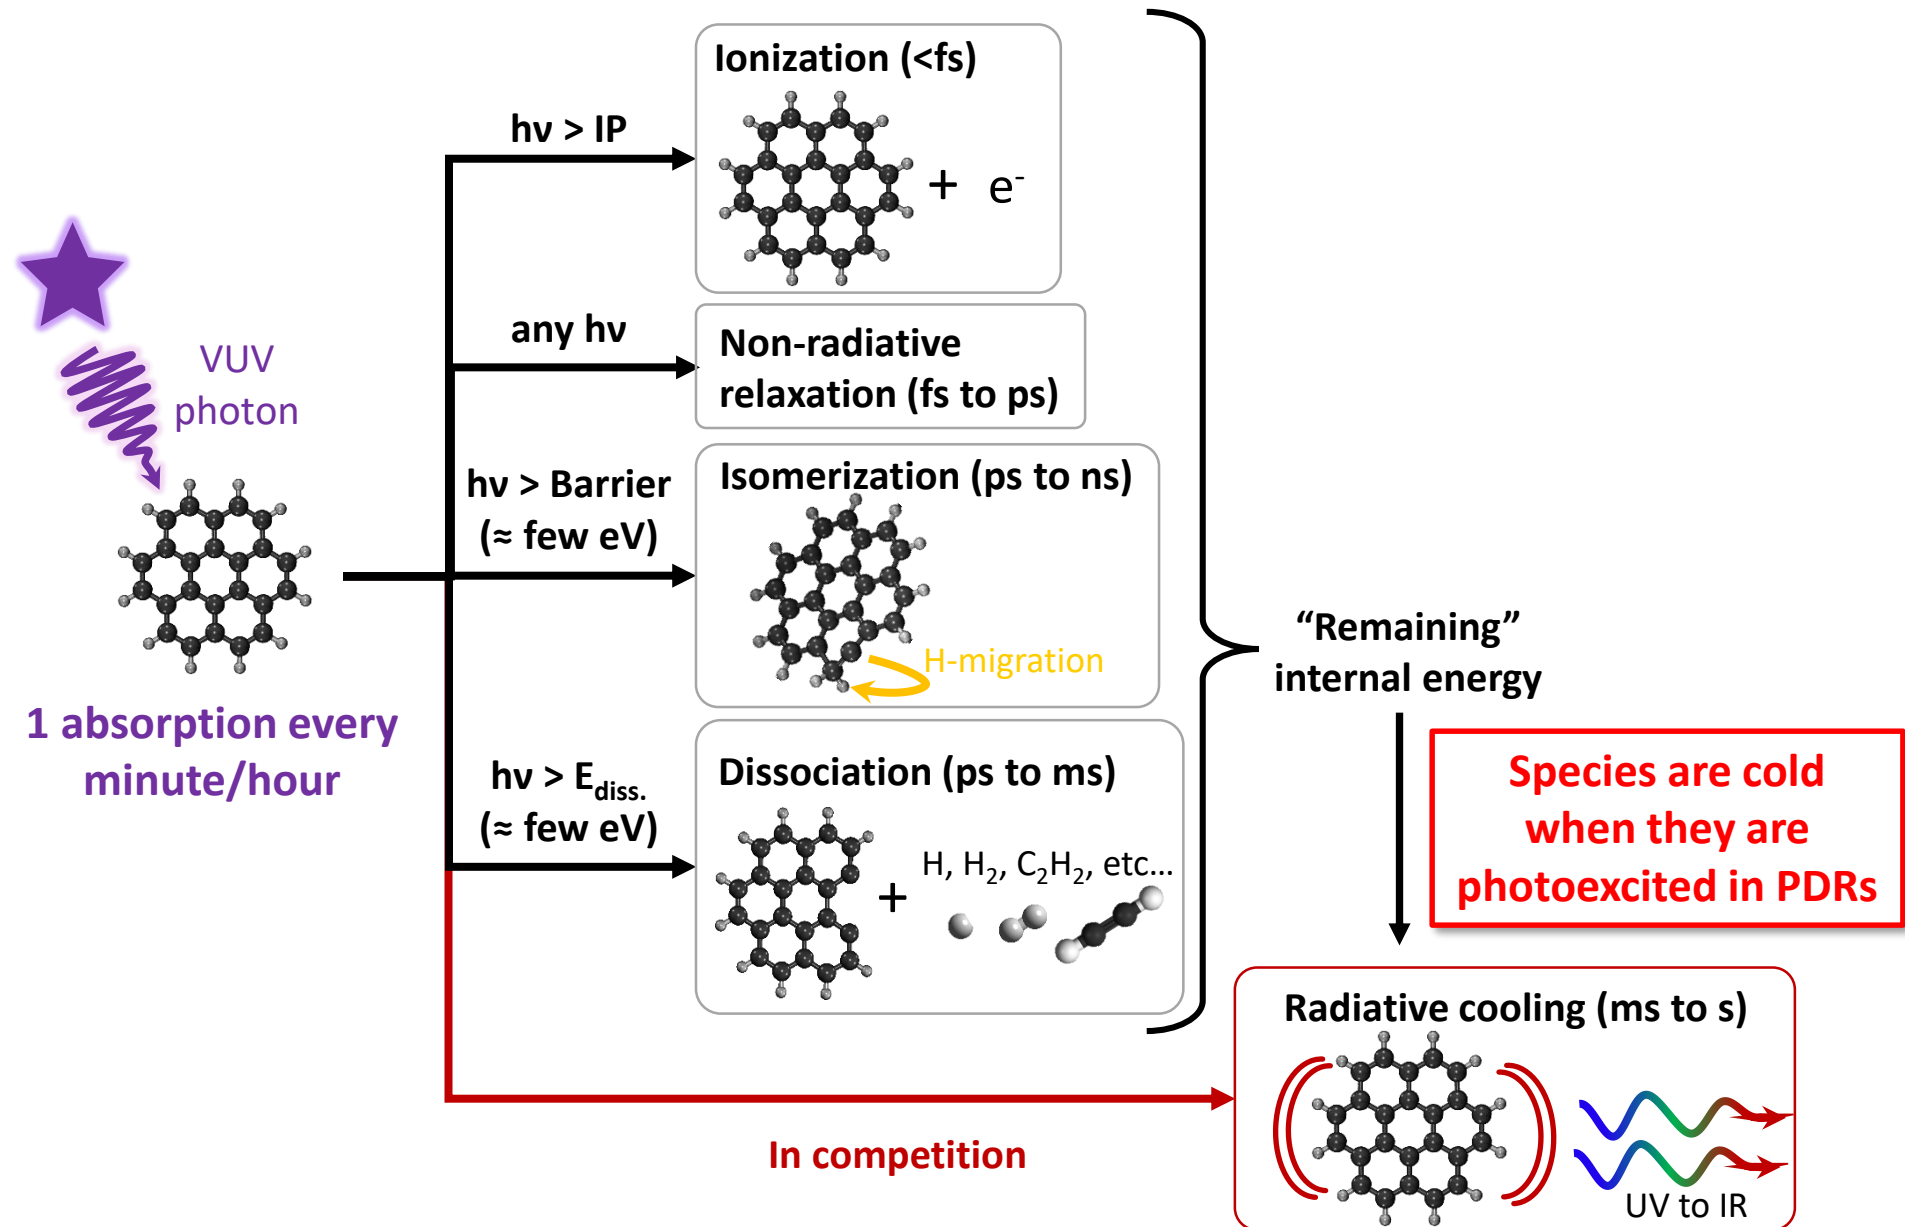 Ionization (<fs)
hν > IP
+ e⁻
VUV
photon
any hν
Non-radiative
relaxation (fs to ps)
hν > Barrier
(≈ few eV)
Isomerization (ps to ns)
H-migration
1 absorption every
minute/hour
hν > E_diss.
(≈ few eV)
Dissociation (ps to ms)
+
H, H₂, C₂H₂, etc...
“Remaining”
internal energy
Species are cold
when they are
photoexcited in PDRs
Radiative cooling (ms to s)
UV to IR
In competition